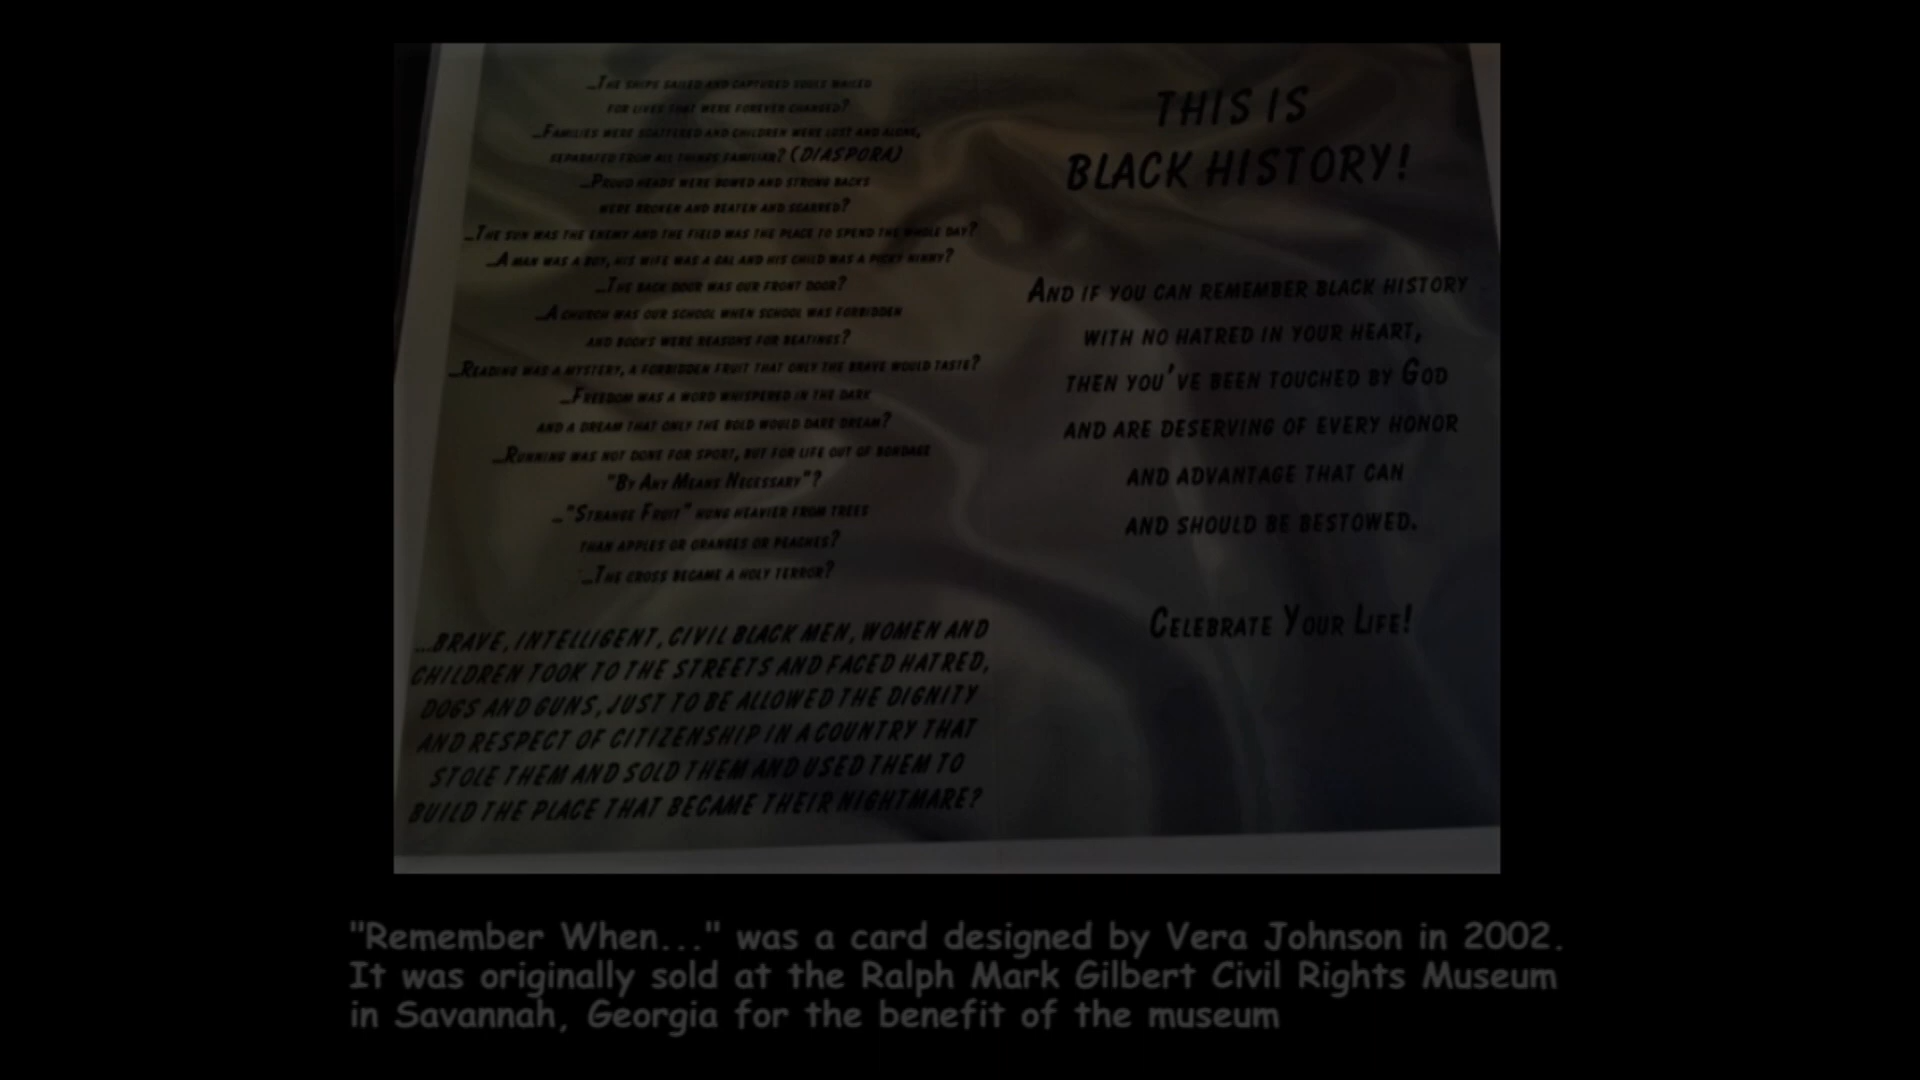 ...The ships sailed and captured souls wailed
for lives that were forever changed?
...Families were scattered and children were lost and alone,
separated from all things familiar? (DIASPORA)
...Proud heads were bowed and strong backs
were broken and beaten and scarred?
...The sun was the enemy and the field was the place to spend the whole day?
...A man was a boy, his wife was a gal and his child was a picky-ninny?
...The back door was our front door?
...A church was our school when school was forbidden
and books were reasons for beatings?
...Reading was a mystery, a forbidden fruit that only the brave would taste?
...Freedom was a word whispered in the dark
and a dream that only the bold would dare dream?
...Running was not done for sport, but for life out of bondage
"By Any Means Necessary"?
..."Strange Fruit" hung heavier from trees
than apples or oranges or peaches?
...The cross became a holy terror?
...BRAVE, INTELLIGENT, CIVIL BLACK MEN, WOMEN AND
CHILDREN TOOK TO THE STREETS AND FACED HATRED,
DOGS AND GUNS, JUST TO BE ALLOWED THE DIGNITY
AND RESPECT OF CITIZENSHIP IN A COUNTRY THAT
STOLE THEM AND SOLD THEM AND USED THEM TO
BUILD THE PLACE THAT BECAME THEIR NIGHTMARE?
THIS IS
BLACK HISTORY!
And if you can remember black history
with no hatred in your heart,
then you've been touched by God
and are deserving of every honor
and advantage that can
and should be bestowed.
Celebrate Your Life!
"Remember When..." was a card designed by Vera Johnson in 2002.
It was originally sold at the Ralph Mark Gilbert Civil Rights Museum
in Savannah, Georgia for the benefit of the museum